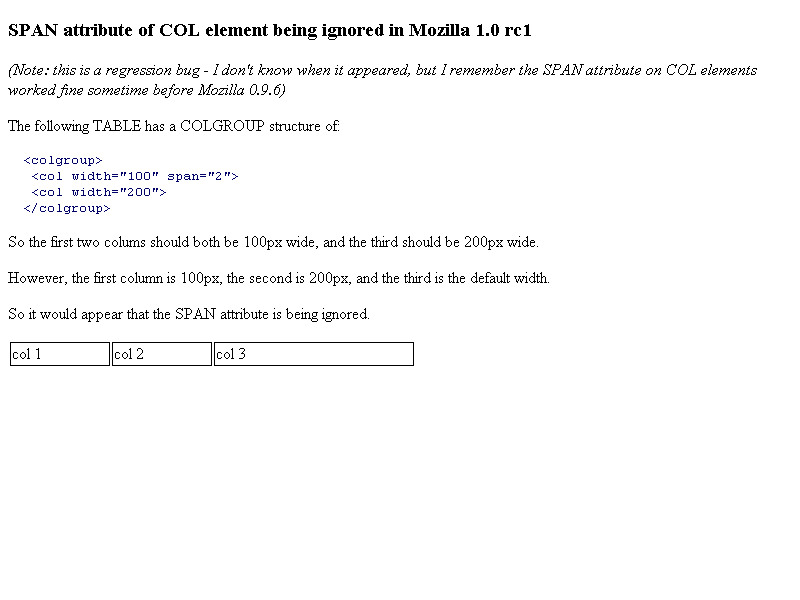 SPAN attribute of COL element being ignored in Mozilla 1.0 rc1
(Note: this is a regression bug - I don't know when it appeared, but I remember the SPAN attribute on COL elements
worked fine sometime before Mozilla 0.9.6)
The following TABLE has a COLGROUP structure of:
<colgroup>
<col width="100" span="2">
<col width="200">
</colgroup>
So the first two colums should both be 100px wide, and the third should be 200px wide.
However, the first column is 100px, the second is 200px, and the third is the default width.
So it would appear that the SPAN attribute is being ignored.
col 1 col 2 col 3